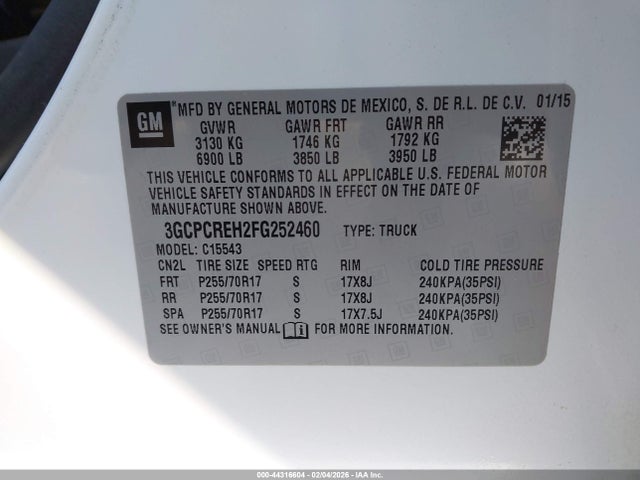 GM ® MFD BY GENERAL MOTORS DE MEXICO, S. DE R.L. DE C.V. 01/15
GVWR GAWR FRT GAWR RR
3130 KG 1746 KG 1792 KG
6900 LB 3850 LB 3950 LB
THIS VEHICLE CONFORMS TO ALL APPLICABLE U.S. FEDERAL MOTOR
VEHICLE SAFETY STANDARDS IN EFFECT ON THE DATE OF
MANUFACTURE SHOWN ABOVE.
3GCPCREH2FG252460 TYPE: TRUCK
MODEL: C15543
CN2L TIRE SIZE SPEED RTG RIM COLD TIRE PRESSURE
FRT P255/70R17 S 17X8J 240KPA(35PSI)
RR P255/70R17 S 17X8J 240KPA(35PSI)
SPA P255/70R17 S 17X7.5J 240KPA(35PSI)
SEE OWNER'S MANUAL FOR MORE INFORMATION.
000-44316604 - 02/04/2026 - IAAI.com